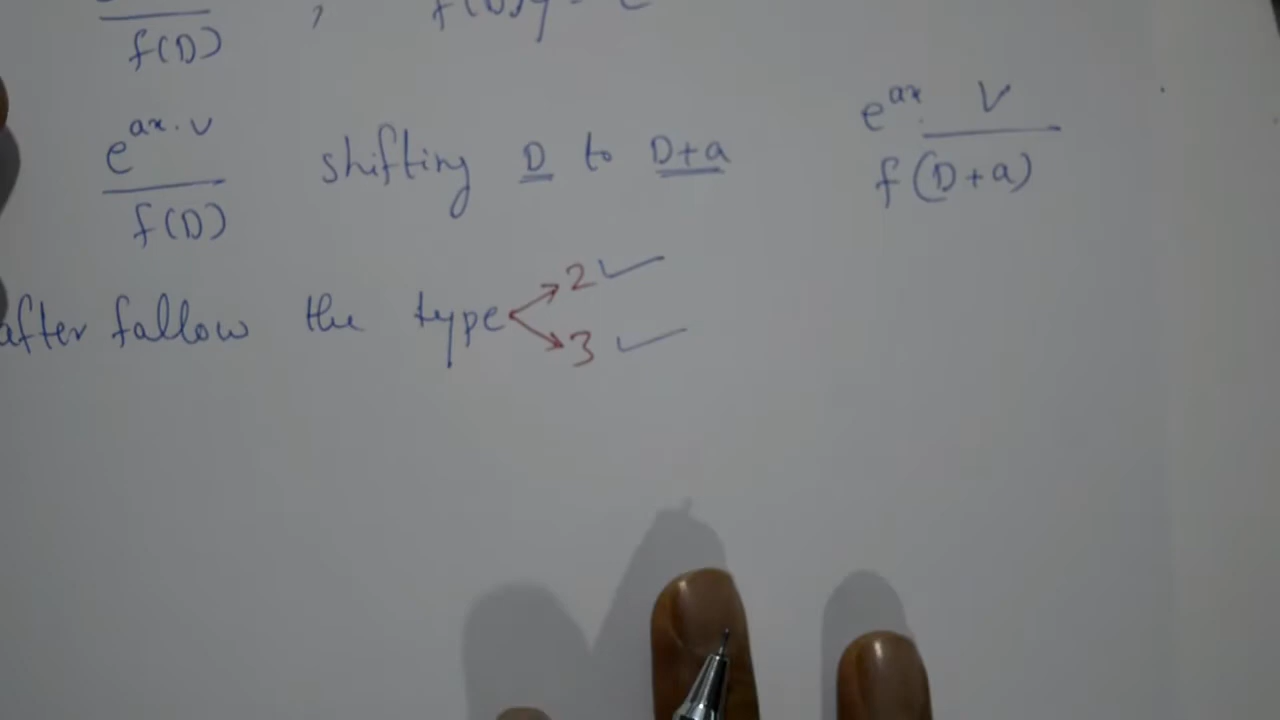 f(D) , f(D)y = e
e^{ax}·V / f(D) shifting D to D+a e^{ax}· V / f(D+a)
after fallow the type → 2 ✓
→ 3 ✓